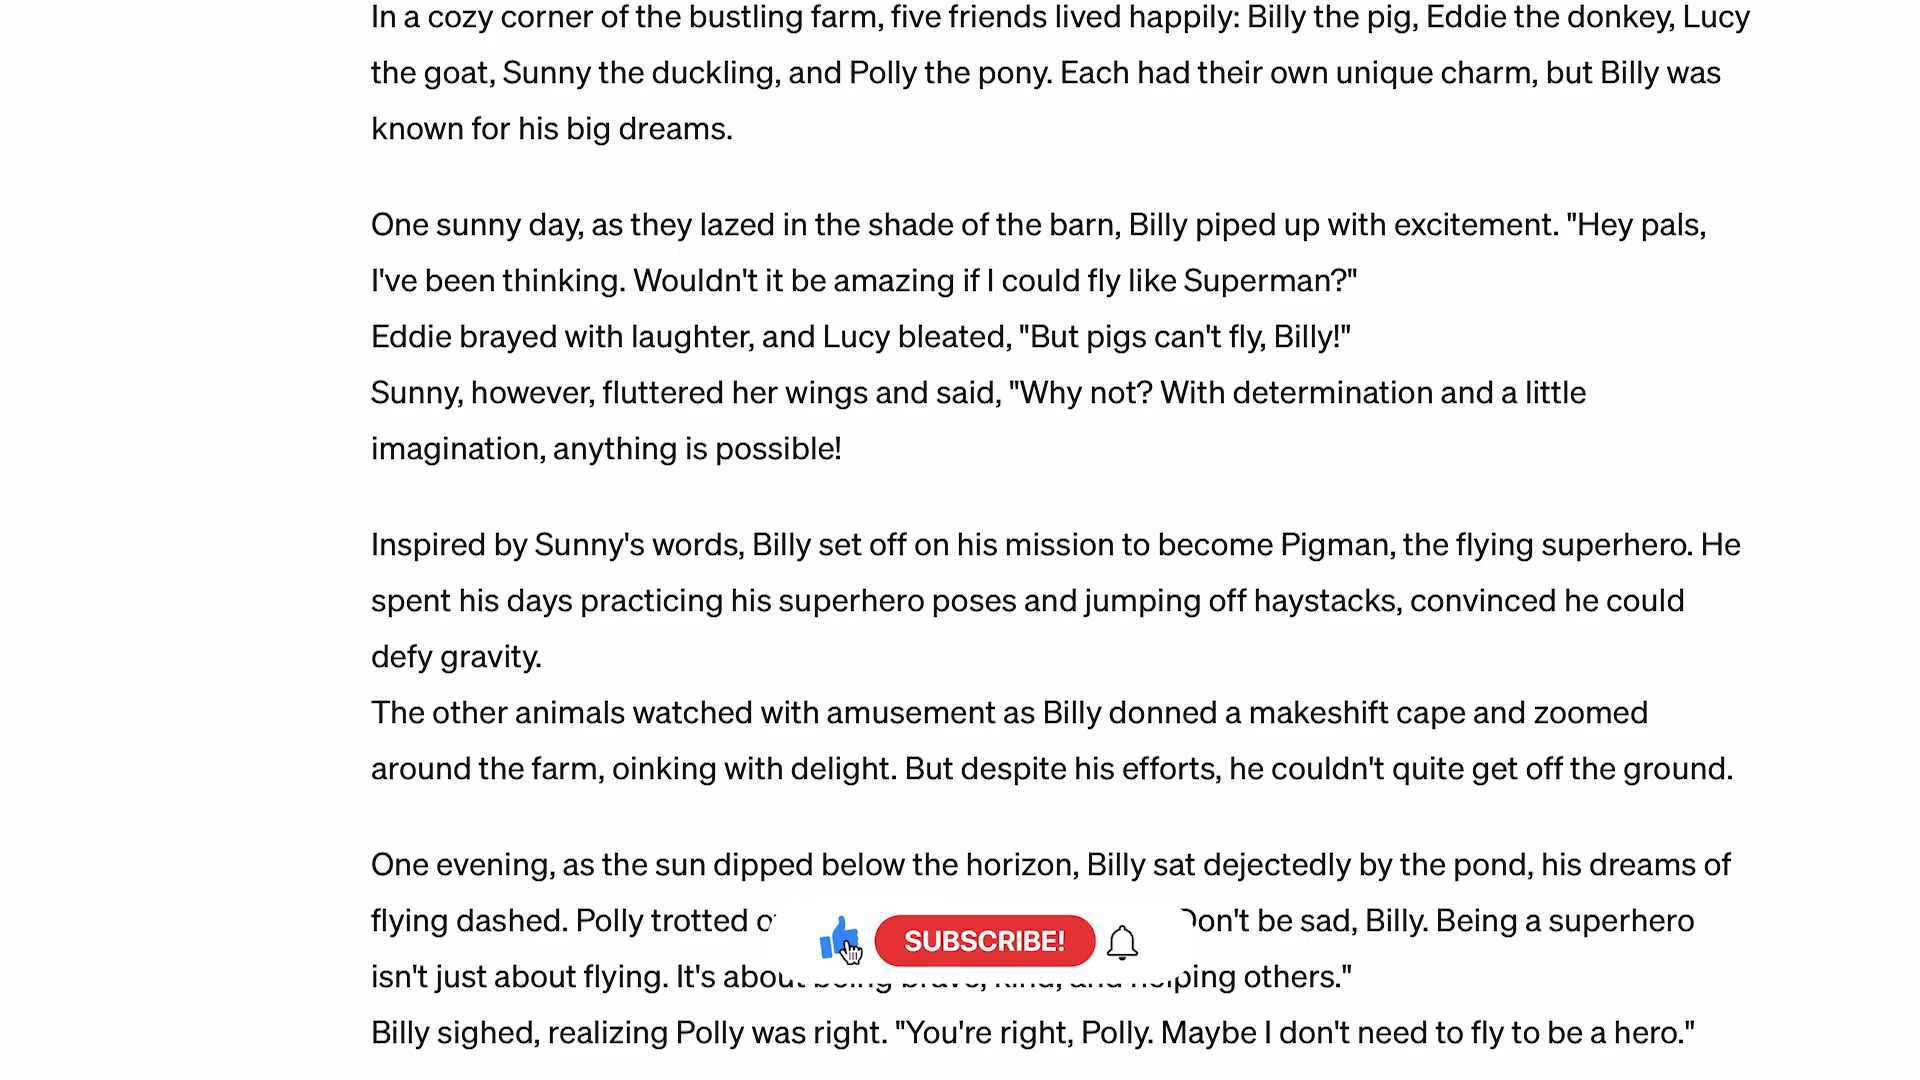 In a cozy corner of the bustling farm, five friends lived happily: Billy the pig, Eddie the donkey, Lucy
the goat, Sunny the duckling, and Polly the pony. Each had their own unique charm, but Billy was
known for his big dreams.
One sunny day, as they lazed in the shade of the barn, Billy piped up with excitement. "Hey pals,
I've been thinking. Wouldn't it be amazing if I could fly like Superman?"
Eddie brayed with laughter, and Lucy bleated, "But pigs can't fly, Billy!"
Sunny, however, fluttered her wings and said, "Why not? With determination and a little
imagination, anything is possible!
Inspired by Sunny's words, Billy set off on his mission to become Pigman, the flying superhero. He
spent his days practicing his superhero poses and jumping off haystacks, convinced he could
defy gravity.
The other animals watched with amusement as Billy donned a makeshift cape and zoomed
around the farm, oinking with delight. But despite his efforts, he couldn't quite get off the ground.
One evening, as the sun dipped below the horizon, Billy sat dejectedly by the pond, his dreams of
flying dashed. Polly trotted Don't be sad, Billy. Being a superhero
SUBSCRIBE!
isn't just about flying. It's about being brave, kind, and helping others."
Billy sighed, realizing Polly was right. "You're right, Polly. Maybe I don't need to fly to be a hero."